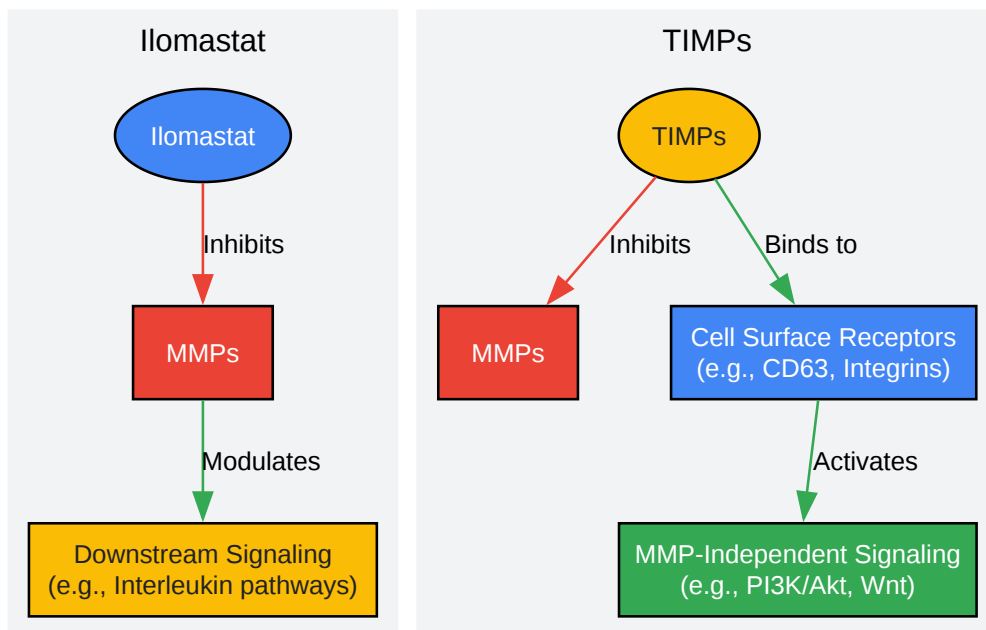 Ilomastat
Ilomastat
Inhibits
MMPs
Modulates
Downstream Signaling
(e.g., Interleukin pathways)
TIMPs
TIMPs
Inhibits
Binds to
MMPs
Cell Surface Receptors
(e.g., CD63, Integrins)
Activates
MMP-Independent Signaling
(e.g., PI3K/Akt, Wnt)